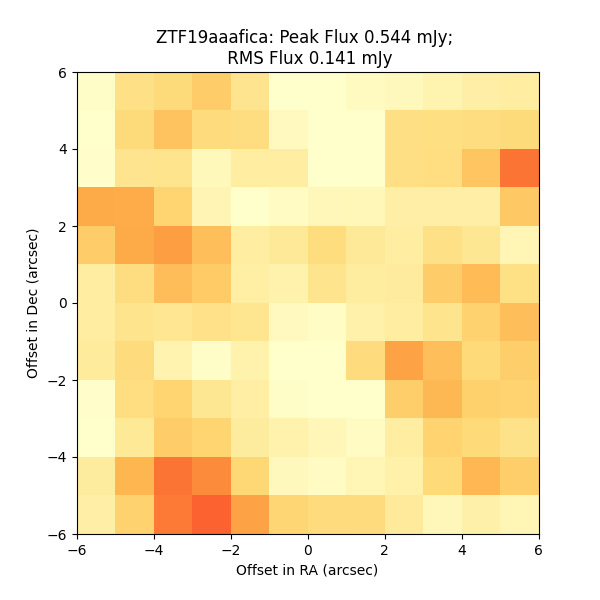 ZTF19aaafica: Peak Flux 0.544 mJy;
RMS Flux 0.141 mJy
6
4
2
0
−2
−4
−6
Offset in Dec (arcsec)
−6 −4 −2 0 2 4 6
Offset in RA (arcsec)